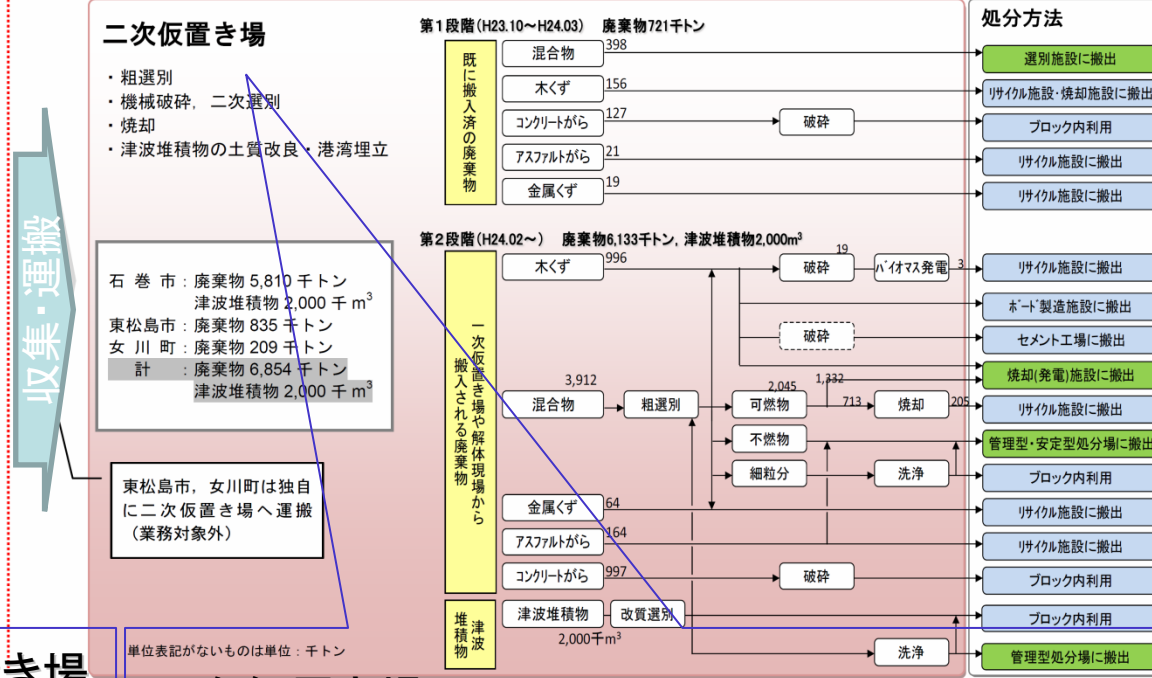 二次仮置き場
・粗選別
・機械破砕，二次選別
・焼却
・津波堆積物の土質改良・港湾埋立
収集・運搬
石 巻 市：廃棄物 5,810 千トン
津波堆積物 2,000 千 m³
東松島市：廃棄物 835 千トン
女 川 町：廃棄物 209 千トン
計 ：廃棄物 6,854 千トン
津波堆積物 2,000 千 m³
東松島市，女川町は独自
に二次仮置き場へ運搬
（業務対象外）
単位表記がないものは単位：千トン
き場
第１段階(H23.10～H24.03) 廃棄物721千トン
既に搬入済の廃棄物
混合物 398
木くず 156
コンクリートがら 127 破砕
アスファルトがら 21
金属くず 19
第２段階(H24.02～) 廃棄物6,133千トン，津波堆積物2,000m³
一次仮置き場や解体現場から
搬入される廃棄物
木くず 996 破砕 19 バイオマス発電 3
破砕
混合物 3,912 粗選別 可燃物 2,045 1,332 713 焼却 205
不燃物
細粒分 洗浄
金属くず 64
アスファルトがら 164
コンクリートがら 997 破砕
津波
堆積物
津波堆積物 改質選別
2,000千m³
洗浄
処分方法
選別施設に搬出
リサイクル施設・焼却施設に搬出
ブロック内利用
リサイクル施設に搬出
リサイクル施設に搬出
リサイクル施設に搬出
ボード製造施設に搬出
セメント工場に搬出
焼却(発電)施設に搬出
リサイクル施設に搬出
管理型・安定型処分場に搬出
ブロック内利用
リサイクル施設に搬出
リサイクル施設に搬出
ブロック内利用
ブロック内利用
管理型処分場に搬出